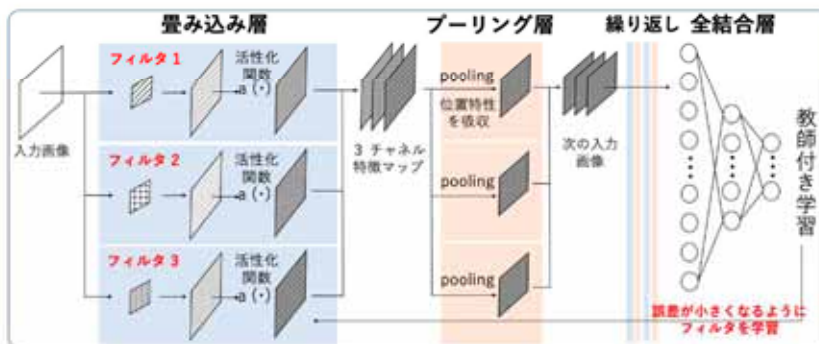 畳み込み層
プーリング層
繰り返し
全結合層
入力画像
フィルタ 1
活性化
関数
a (・)
フィルタ 2
活性化
関数
a (・)
フィルタ 3
活性化
関数
a (・)
3 チャネル
特徴マップ
pooling
位置特性
を吸収
pooling
pooling
次の入力
画像
教師付き学習
誤差が小さくなるように
フィルタを学習